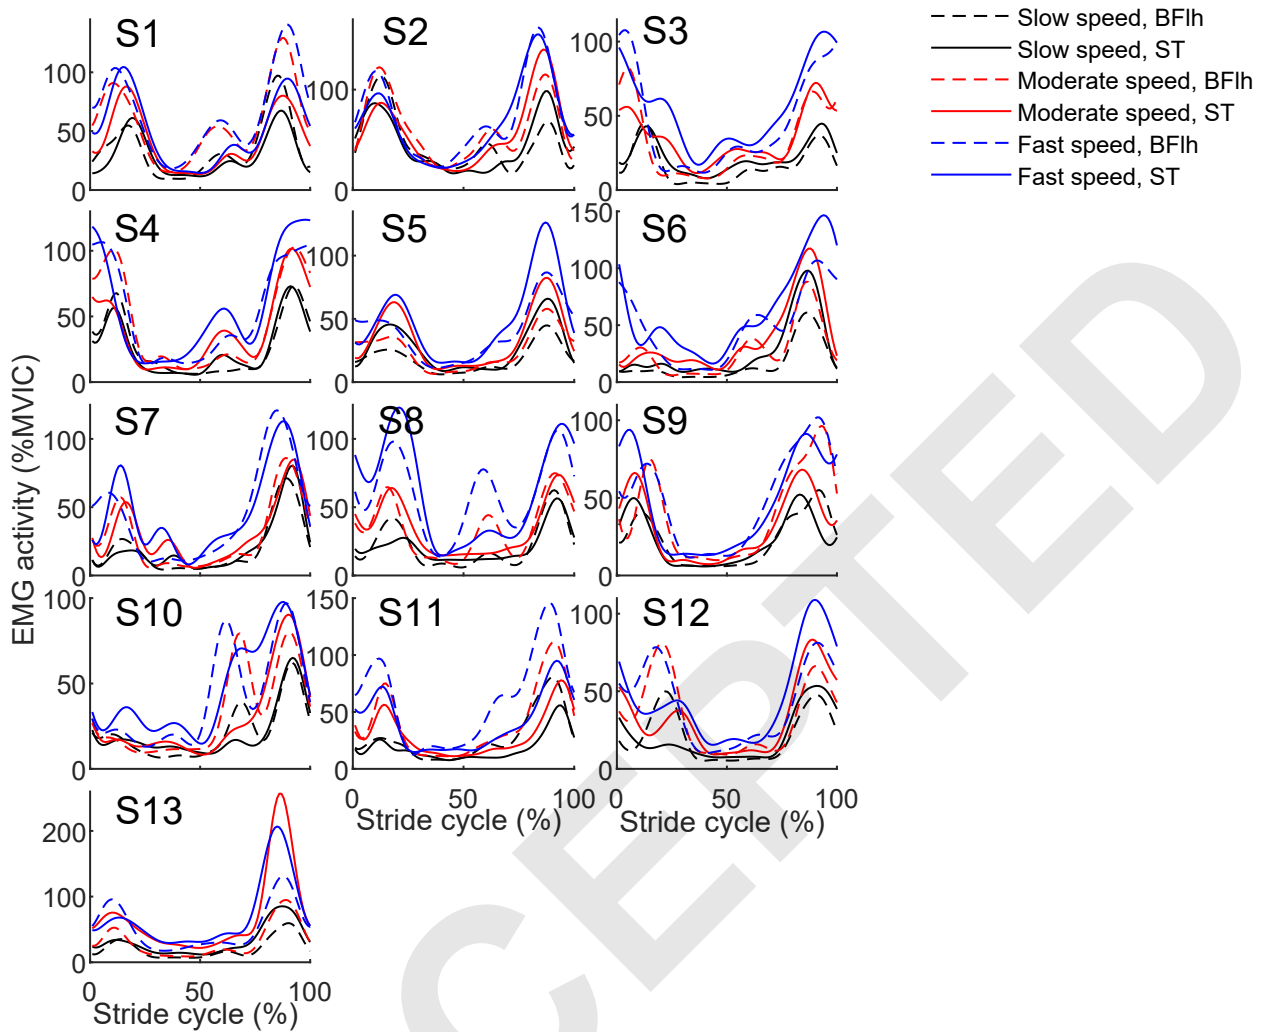 S1
S2
S3
Slow speed, BFlh
Slow speed, ST
Moderate speed, BFlh
Moderate speed, ST
Fast speed, BFlh
Fast speed, ST
100
50
0
100
0
100
50
0
S4
S5
S6
100
50
0
100
50
0
150
100
50
0
EMG activity (%MVIC)
S7
S8
S9
100
50
0
100
50
0
100
50
0
S10
S11
S12
100
50
0
150
100
50
0
100
50
0
0 50 100
Stride cycle (%)
0 50 100
Stride cycle (%)
S13
200
100
0
0 50 100
Stride cycle (%)
CEPTED